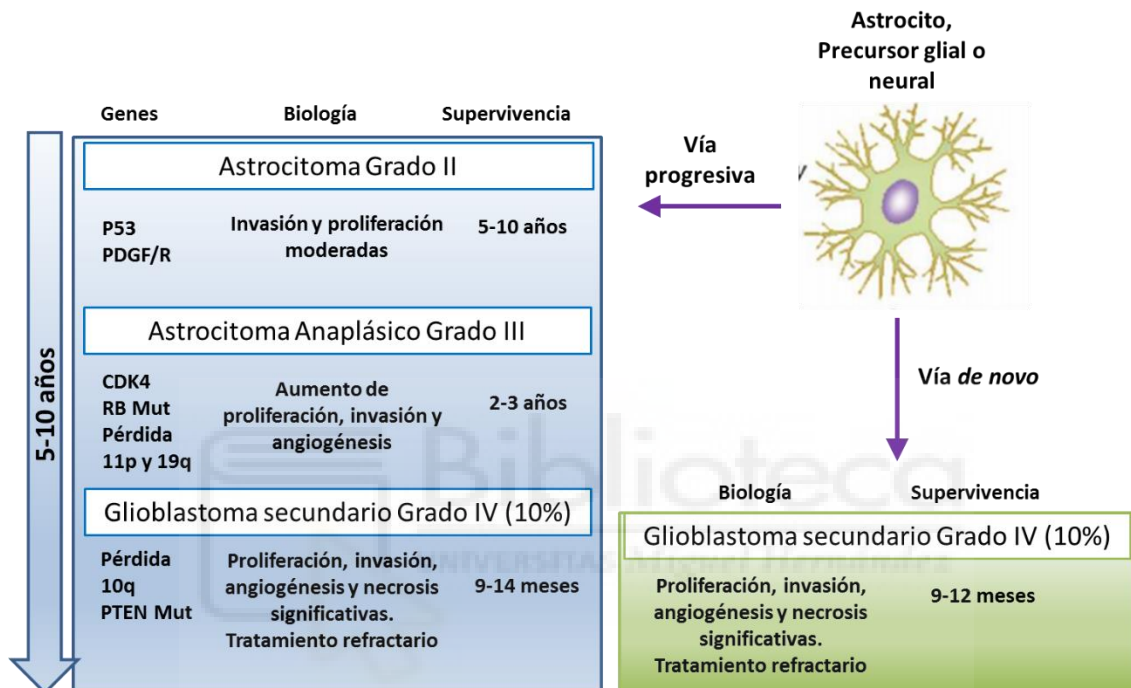 Astrocito,
Precursor glial o
neural
Genes Biología Supervivencia
Astrocitoma Grado II
P53
PDGF/R
Invasión y proliferación
moderadas
5-10 años
Astrocitoma Anaplásico Grado III
CDK4
RB Mut
Pérdida
11p y 19q
Aumento de
proliferación, invasión y
angiogénesis
2-3 años
Glioblastoma secundario Grado IV (10%)
Pérdida
10q
PTEN Mut
Proliferación, invasión,
angiogénesis y necrosis
significativas.
Tratamiento refractario
9-14 meses
5-10 años
Vía
progresiva
y
Vía de novo
Biología Supervivencia
Glioblastoma secundario Grado IV (10%)
Proliferación, invasión,
angiogénesis y necrosis
significativas.
Tratamiento refractario
9-12 meses
Biblioteca
UNIVERSITAS Miguel Hernández